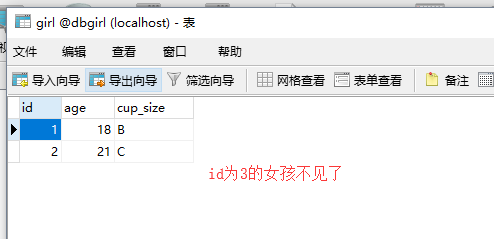 girl @dbgirl (localhost) - 表
文件 编辑 查看 窗口 帮助
导入向导 导出向导 筛选向导 网格查看 表单查看 备注
id age cup_size
1 18 B
2 21 C
id为3的女孩不见了